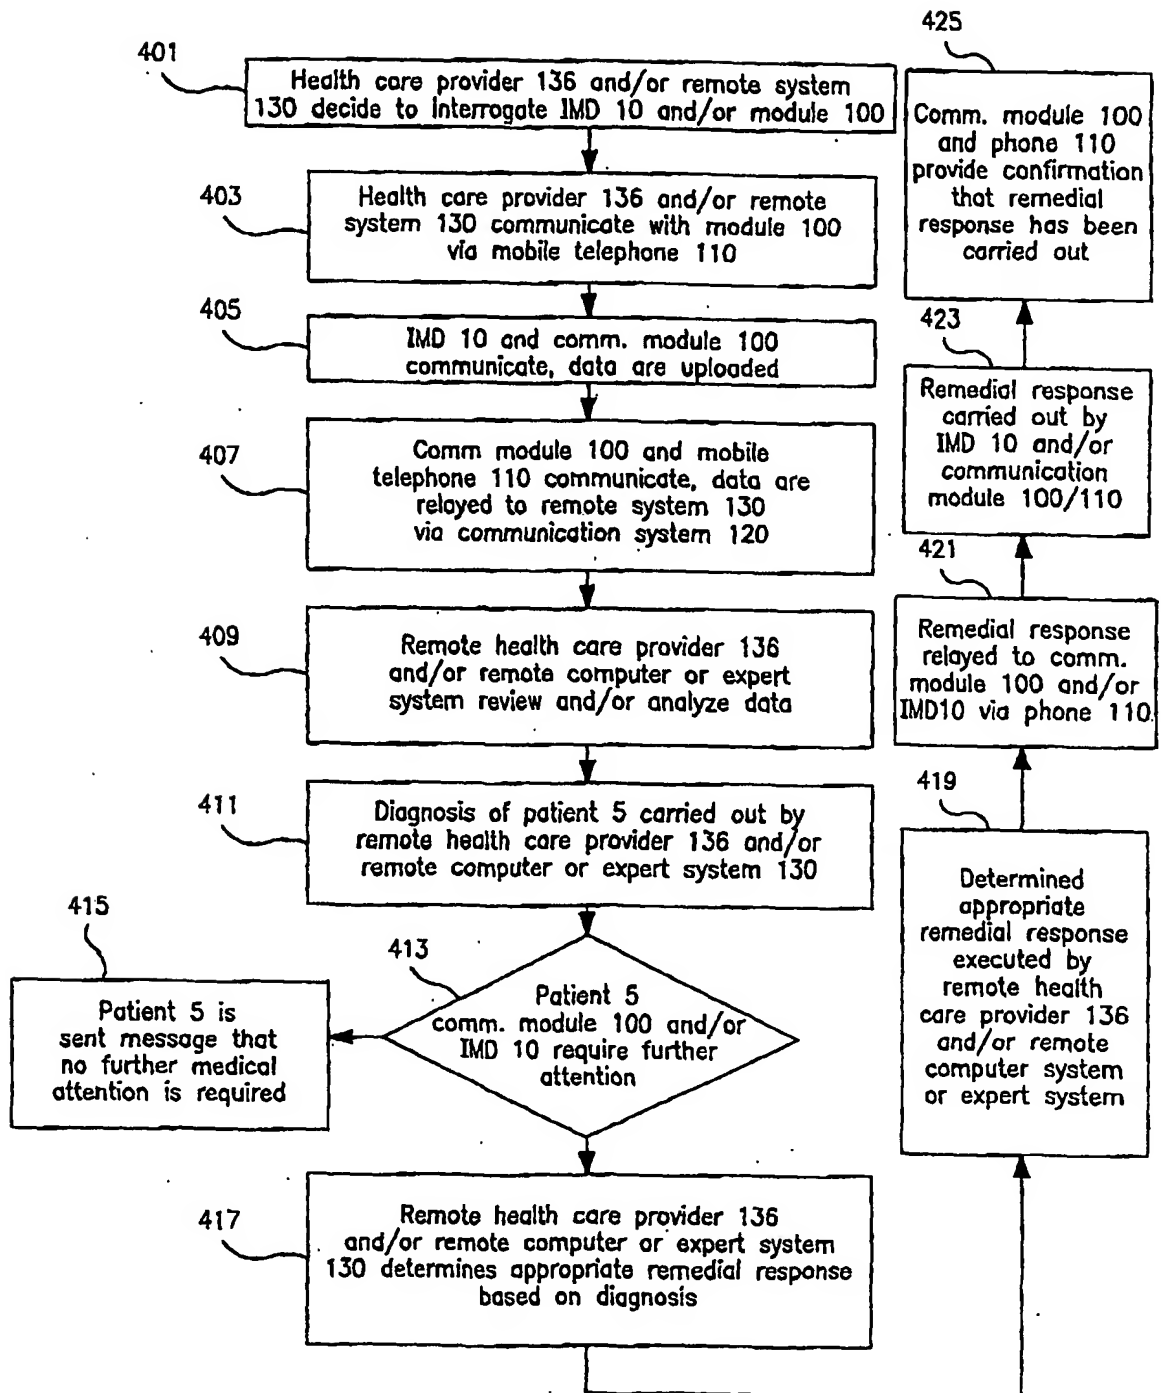 401
Health care provider 136 and/or remote system
130 decide to interrogate IMD 10 and/or module 100
403
Health care provider 136 and/or remote
system 130 communicate with module 100
via mobile telephone 110
405
IMD 10 and comm. module 100
communicate, data are uploaded
407
Comm module 100 and mobile
telephone 110 communicate, data are
relayed to remote system 130
via communication system 120
409
Remote health care provider 136
and/or remote computer or expert
system review and/or analyze data
411
Diagnosis of patient 5 carried out by
remote health care provider 136 and/or
remote computer or expert system 130
413
Patient 5
comm. module 100 and/or
IMD 10 require further
attention
415
Patient 5 is
sent message that
no further medical
attention is required
417
Remote health care provider 136
and/or remote computer or expert system
130 determines appropriate remedial response
based on diagnosis
419
Determined
appropriate
remedial response
executed by
remote health
care provider 136
and/or remote
computer system
or expert system
421
Remedial response
relayed to comm.
module 100 and/or
IMD10 via phone 110.
423
Remedial response
carried out by
IMD 10 and/or
communication
module 100/110
425
Comm. module 100
and phone 110
provide confirmation
that remedial
response has been
carried out